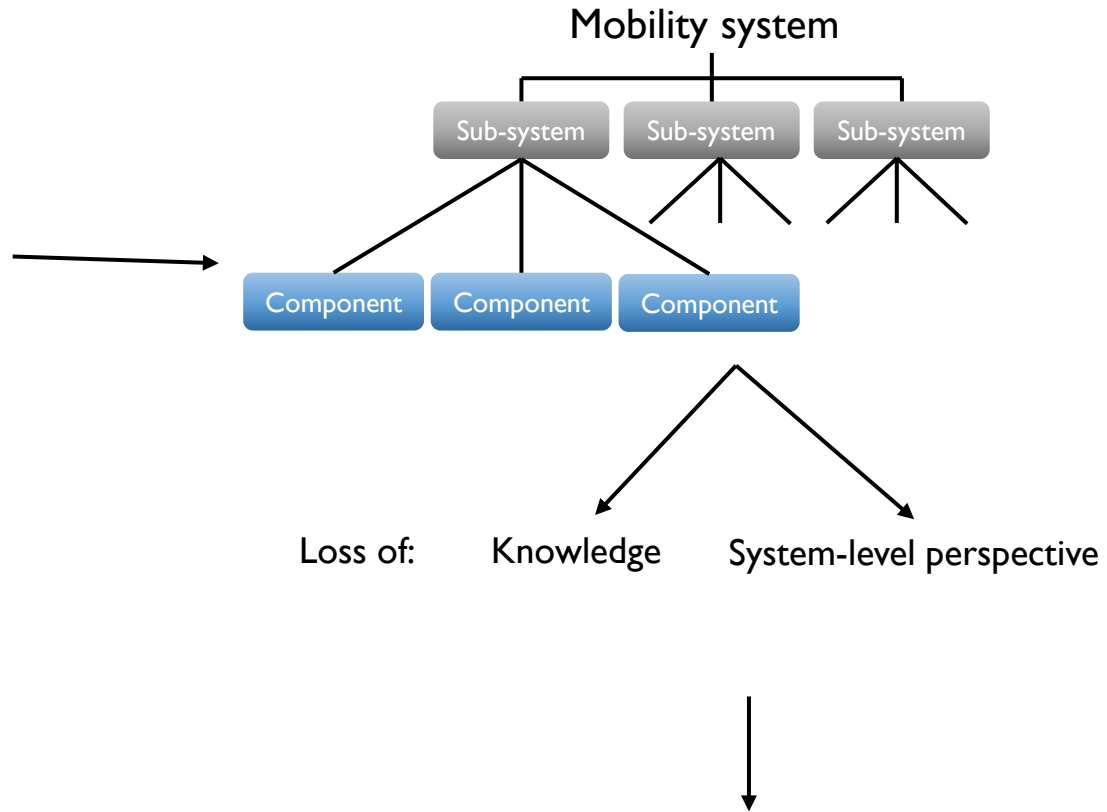 Mobility system
Sub-system Sub-system Sub-system
Component Component Component
Loss of: Knowledge System-level perspective